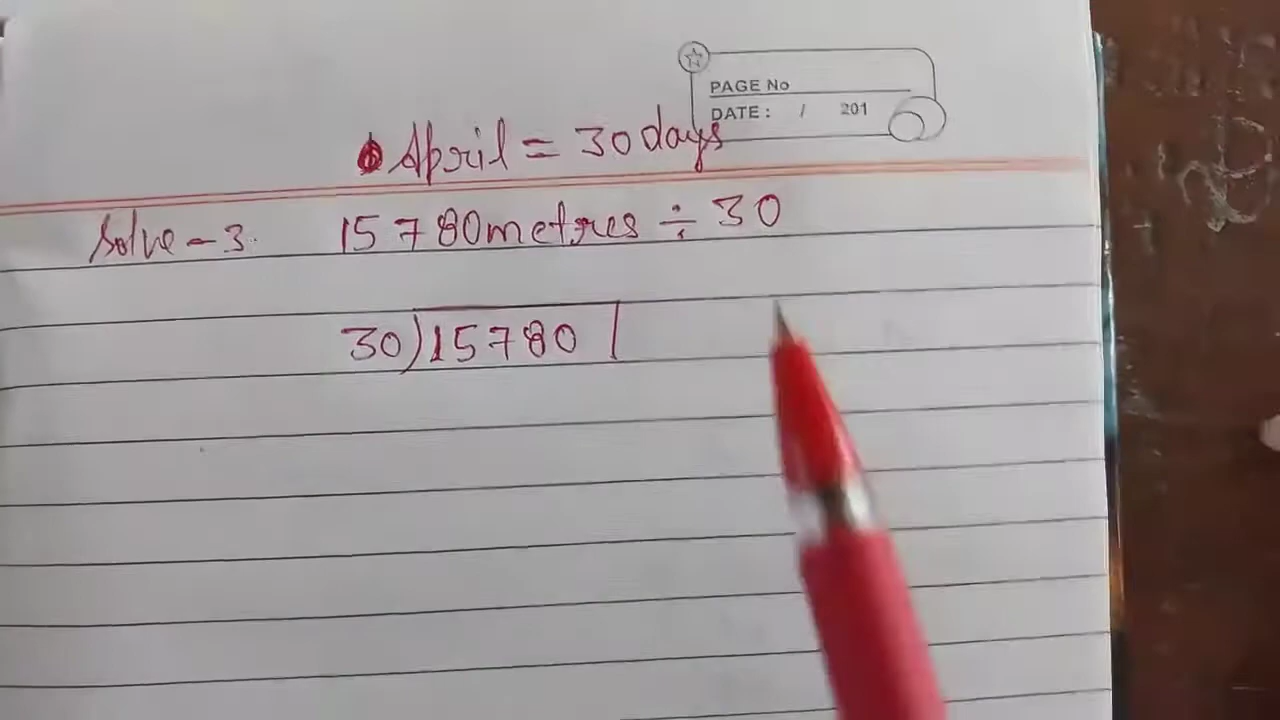 PAGE No
DATE : / 201
April = 30 days
Solve - 3. 15780 metres ÷ 30
30)15780